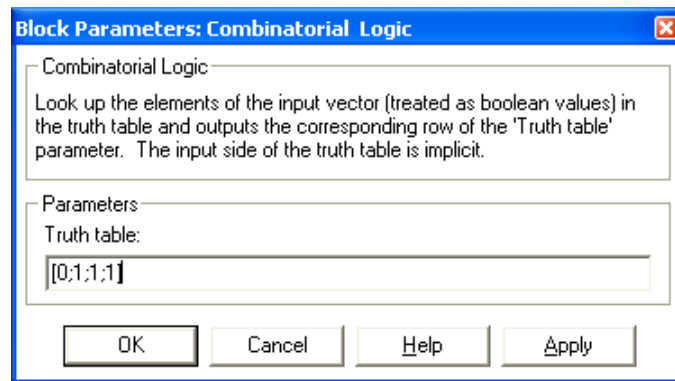 Block Parameters: Combinatorial Logic
Combinatorial Logic
Look up the elements of the input vector (treated as boolean values) in
the truth table and outputs the corresponding row of the 'Truth table'
parameter. The input side of the truth table is implicit.
Parameters
Truth table:
[0;1;1;1]
OK Cancel Help Apply